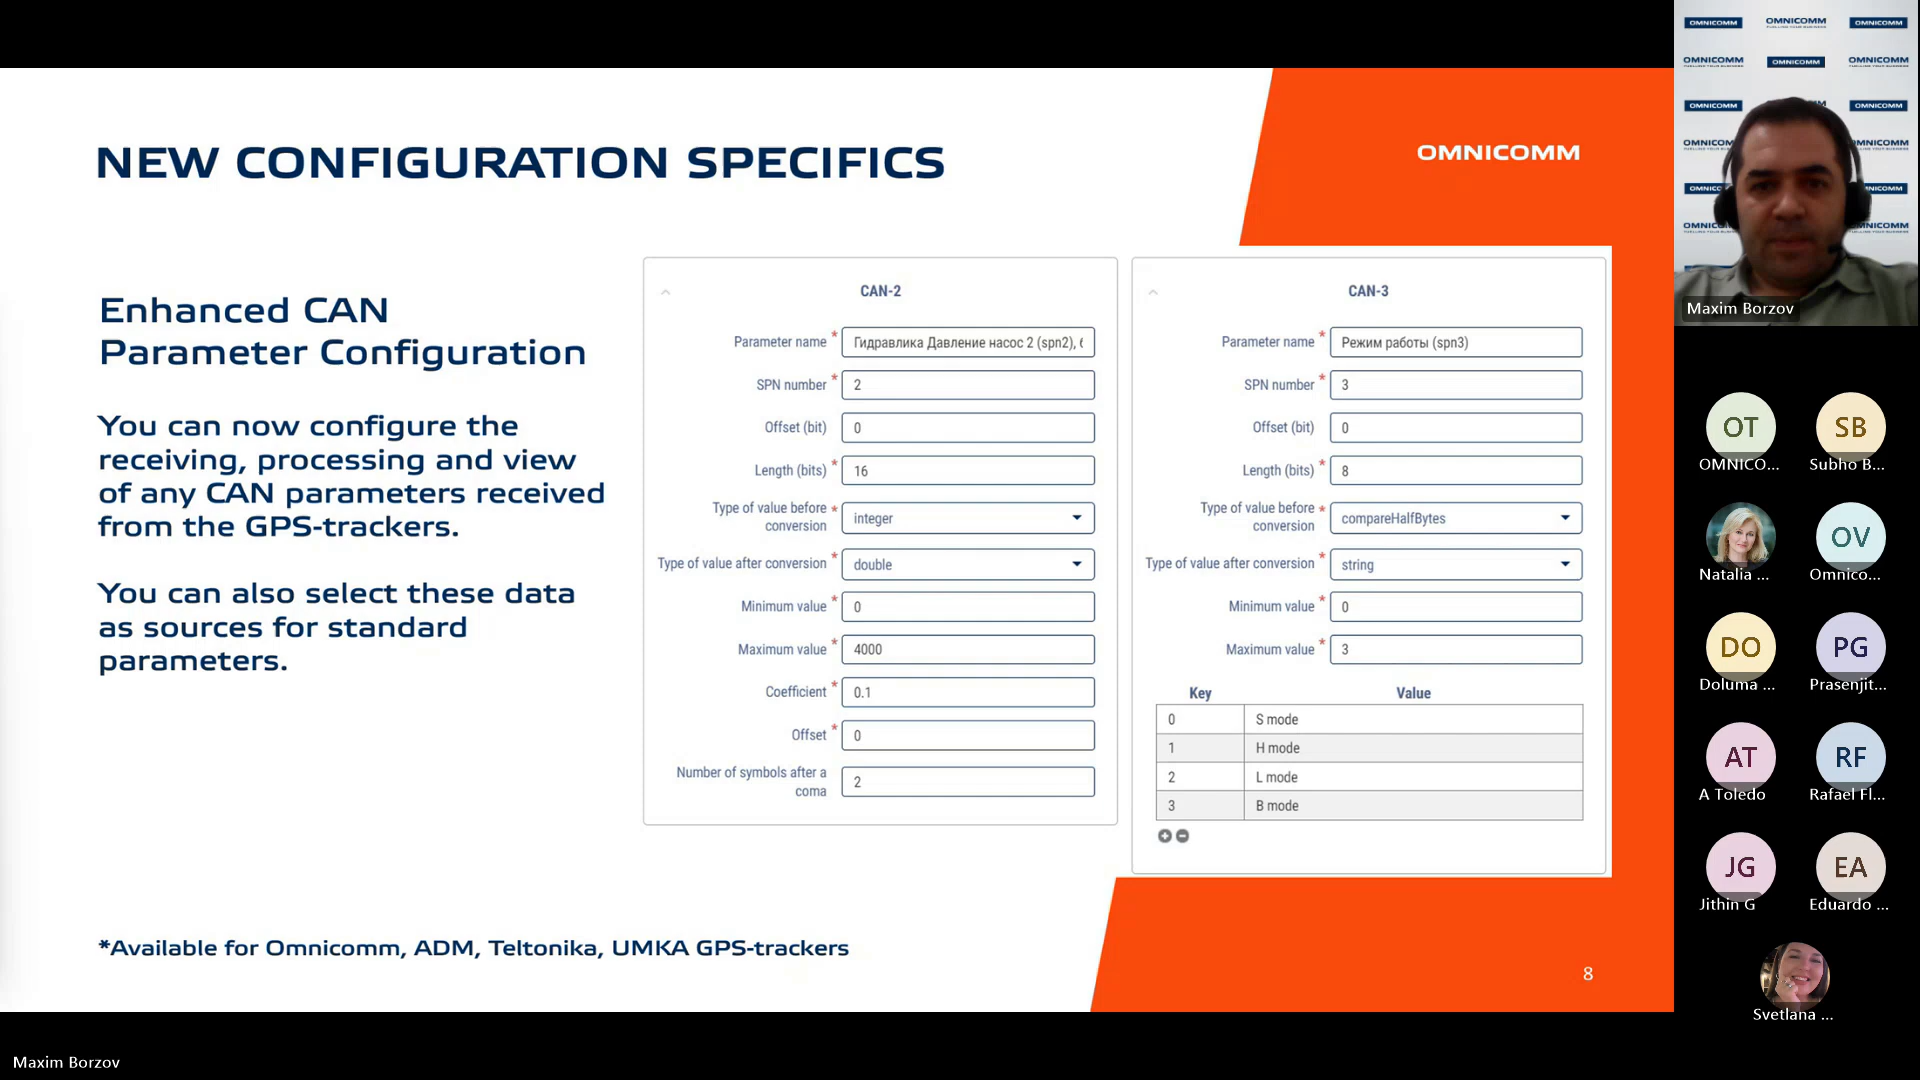 NEW CONFIGURATION SPECIFICS
OMNICOMM
Enhanced CAN
Parameter Configuration
You can now configure the
receiving, processing and view
of any CAN parameters received
from the GPS-trackers.
You can also select these data
as sources for standard
parameters.
CAN-2
Parameter name * Гидравлика Давление насос 2 (spn2),
SPN number * 2
Offset (bit) 0
Length (bits) * 16
Type of value before
conversion * integer
Type of value after conversion * double
Minimum value * 0
Maximum value * 4000
Coefficient * 0.1
Offset * 0
Number of symbols after a
coma 2
CAN-3
Parameter name * Режим работы (spn3)
SPN number * 3
Offset (bit) 0
Length (bits) * 8
Type of value before
conversion * compareHalfBytes
Type of value after conversion * string
Minimum value * 0
Maximum value * 3
Key Value
0 S mode
1 H mode
2 L mode
3 B mode
*Available for Omnicomm, ADM, Teltonika, UMKA GPS-trackers
8
OMNICOMM OMNICOMM OMNICOMM
OMNICOMM OMNICOMM OMNICOMM
OMNICOMM OMNICOMM
Maxim Borzov
OT SB
OMNICO... Subho B...
OV
Natalia ... Omnico...
DO PG
Doluma ... Prasenjit...
AT RF
A Toledo Rafael Fl...
JG EA
Jithin G Eduardo ...
Svetlana ...
Maxim Borzov